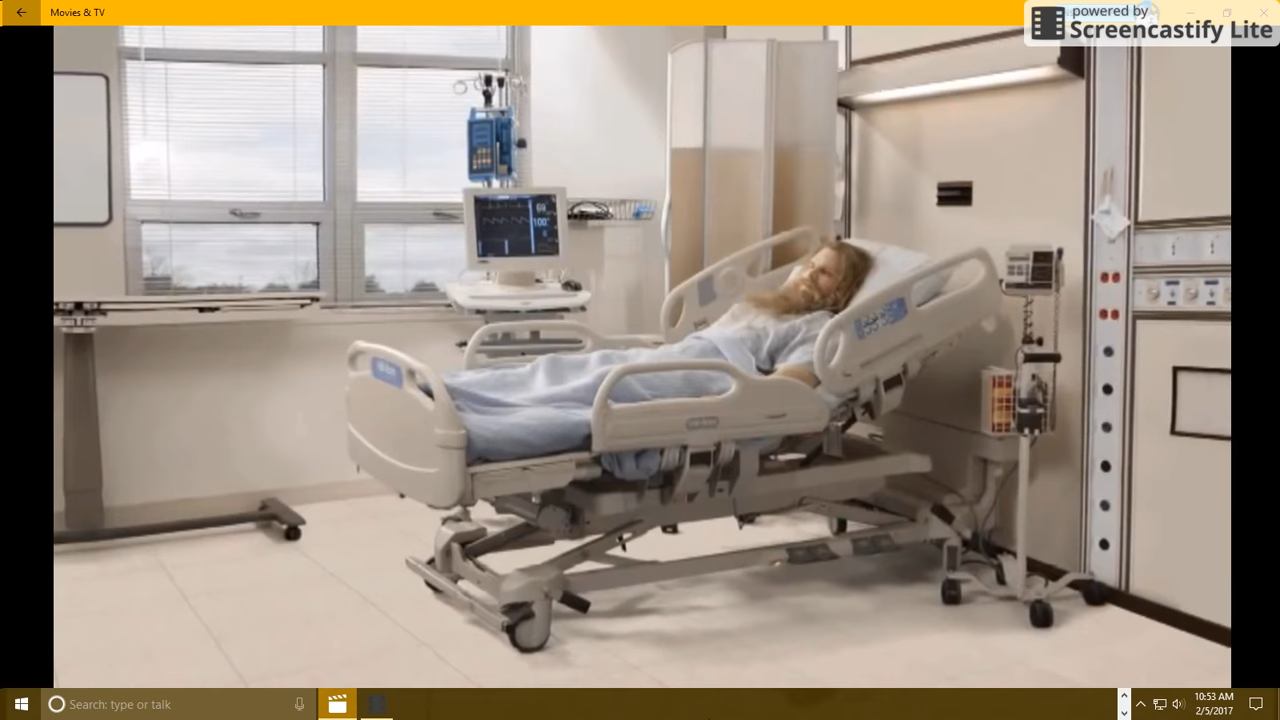 Movies & TV
powered by
Screencastify Lite
69
100
Search: type or talk
10:53 AM
2/5/2017